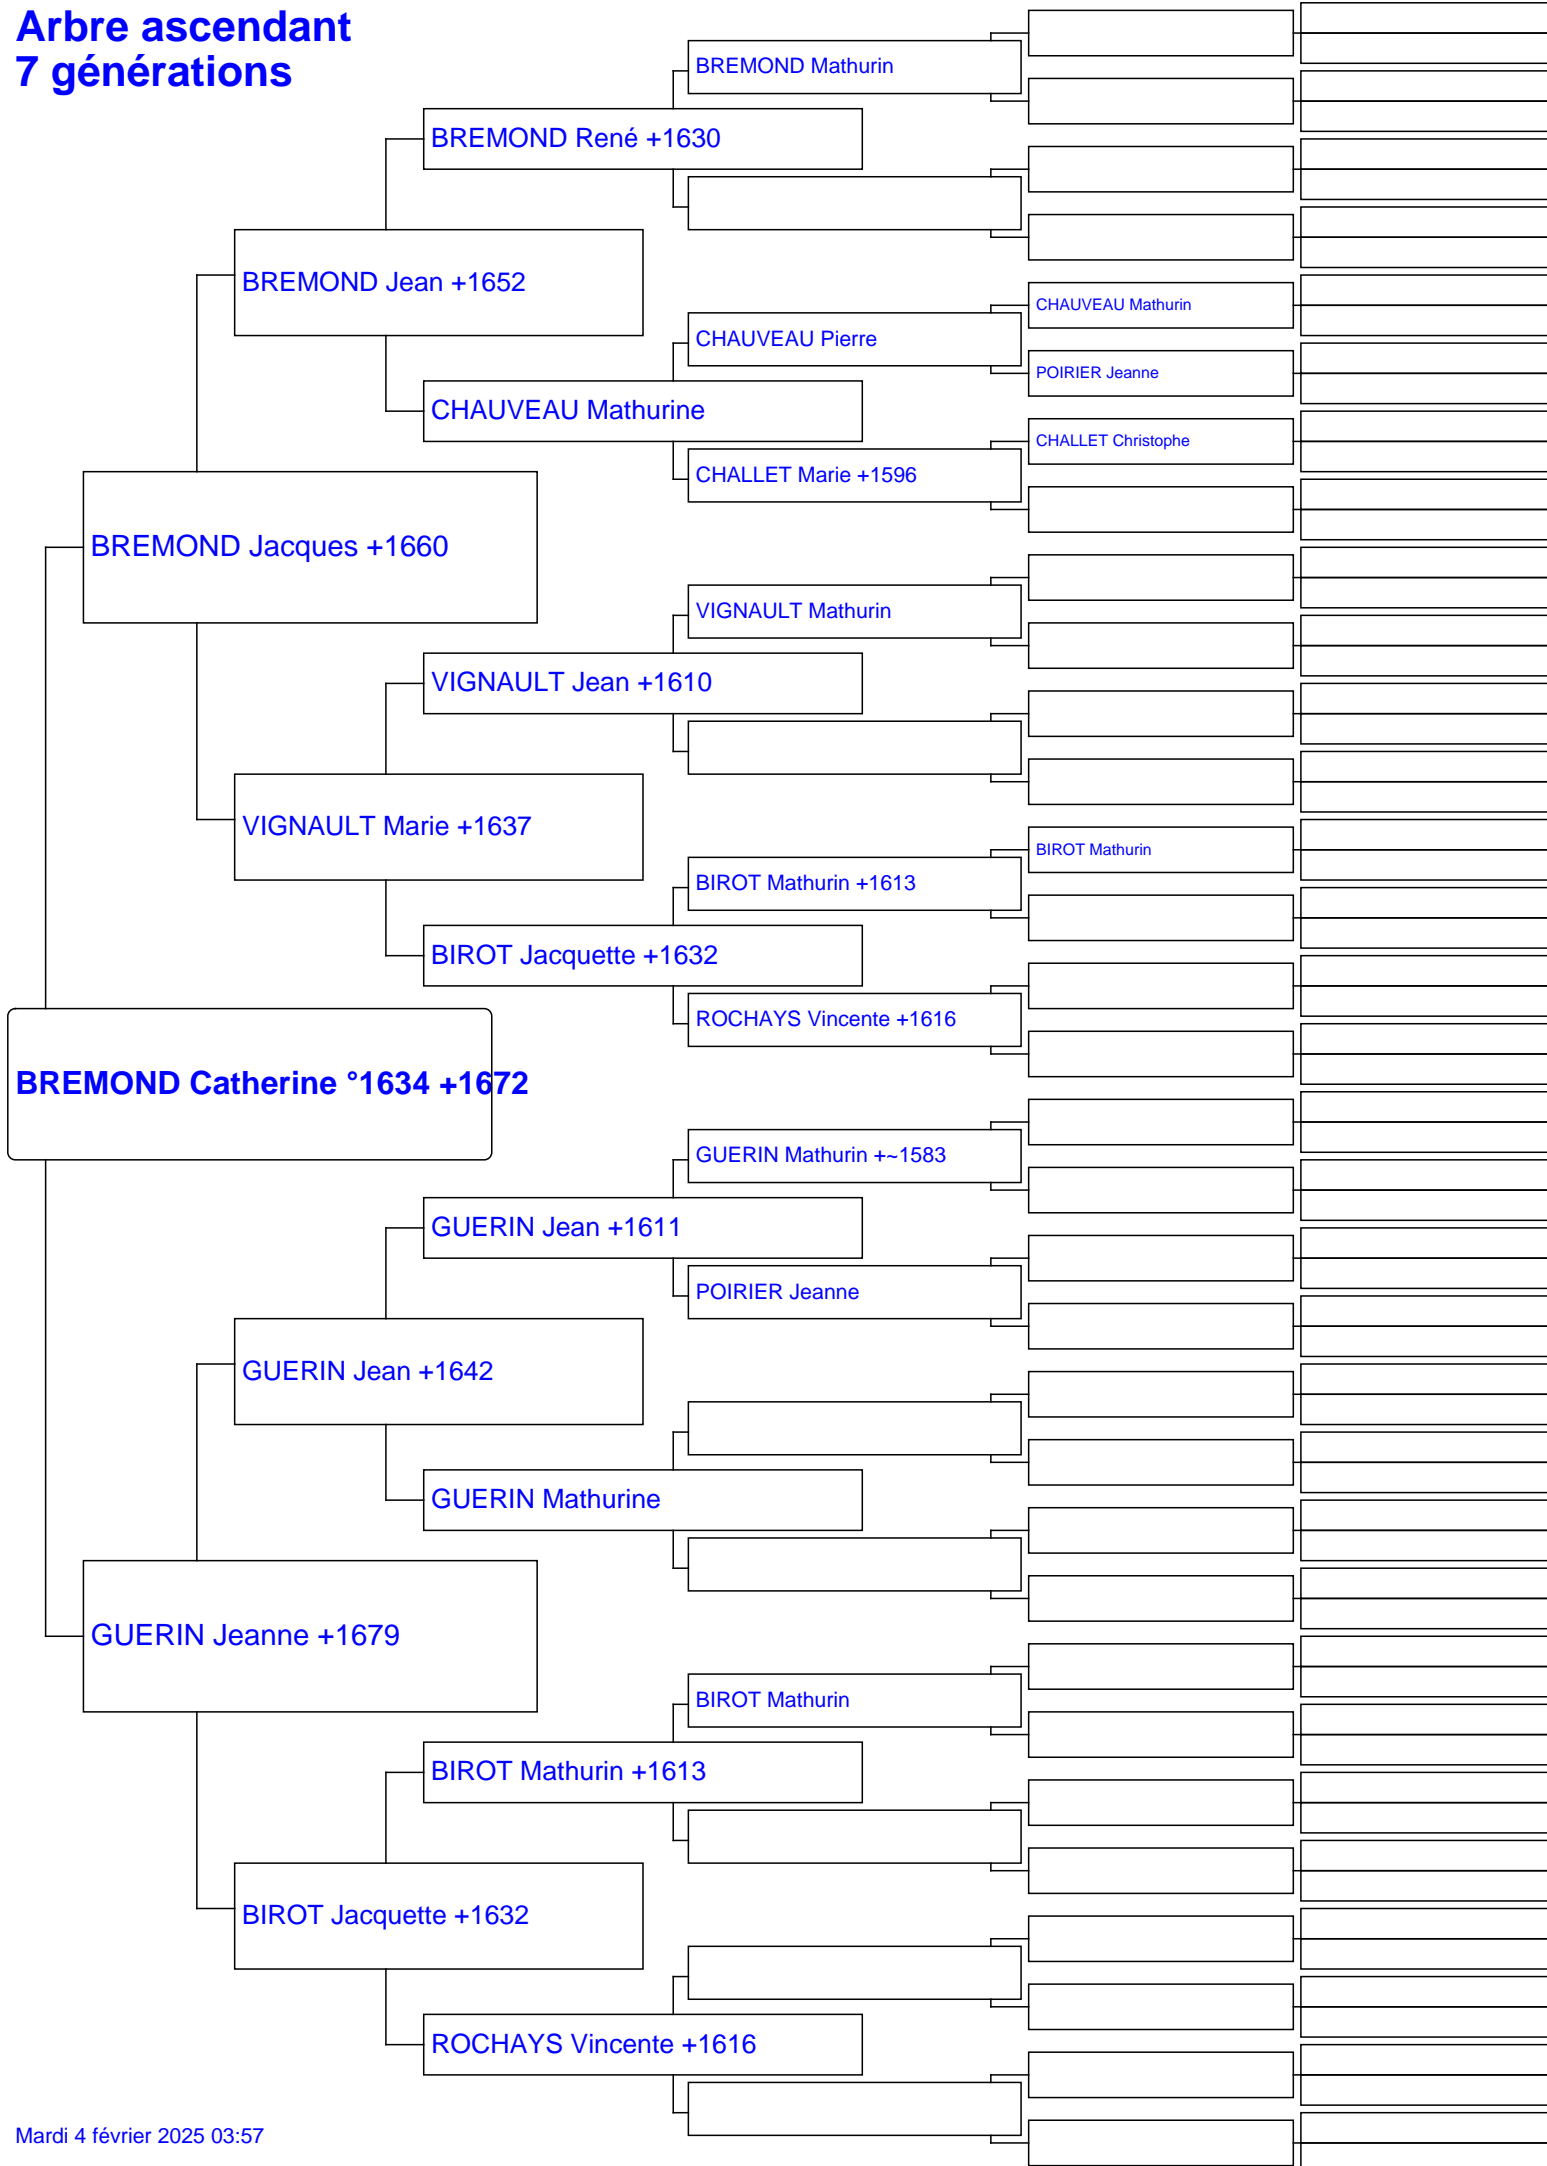 Arbre ascendant
7 générations
BREMOND Mathurin
BREMOND René +1630
BREMOND Jean +1652
CHAUVEAU Mathurin
CHAUVEAU Pierre
POIRIER Jeanne
CHAUVEAU Mathurine
CHALLET Christophe
CHALLET Marie +1596
BREMOND Jacques +1660
VIGNAULT Mathurin
VIGNAULT Jean +1610
VIGNAULT Marie +1637
BIROT Mathurin
BIROT Mathurin +1613
BIROT Jacquette +1632
ROCHAYS Vincente +1616
BREMOND Catherine °1634 +1672
GUERIN Mathurin +~1583
GUERIN Jean +1611
POIRIER Jeanne
GUERIN Jean +1642
GUERIN Mathurine
GUERIN Jeanne +1679
BIROT Mathurin
BIROT Mathurin +1613
BIROT Jacquette +1632
ROCHAYS Vincente +1616
Mardi 4 février 2025 03:57